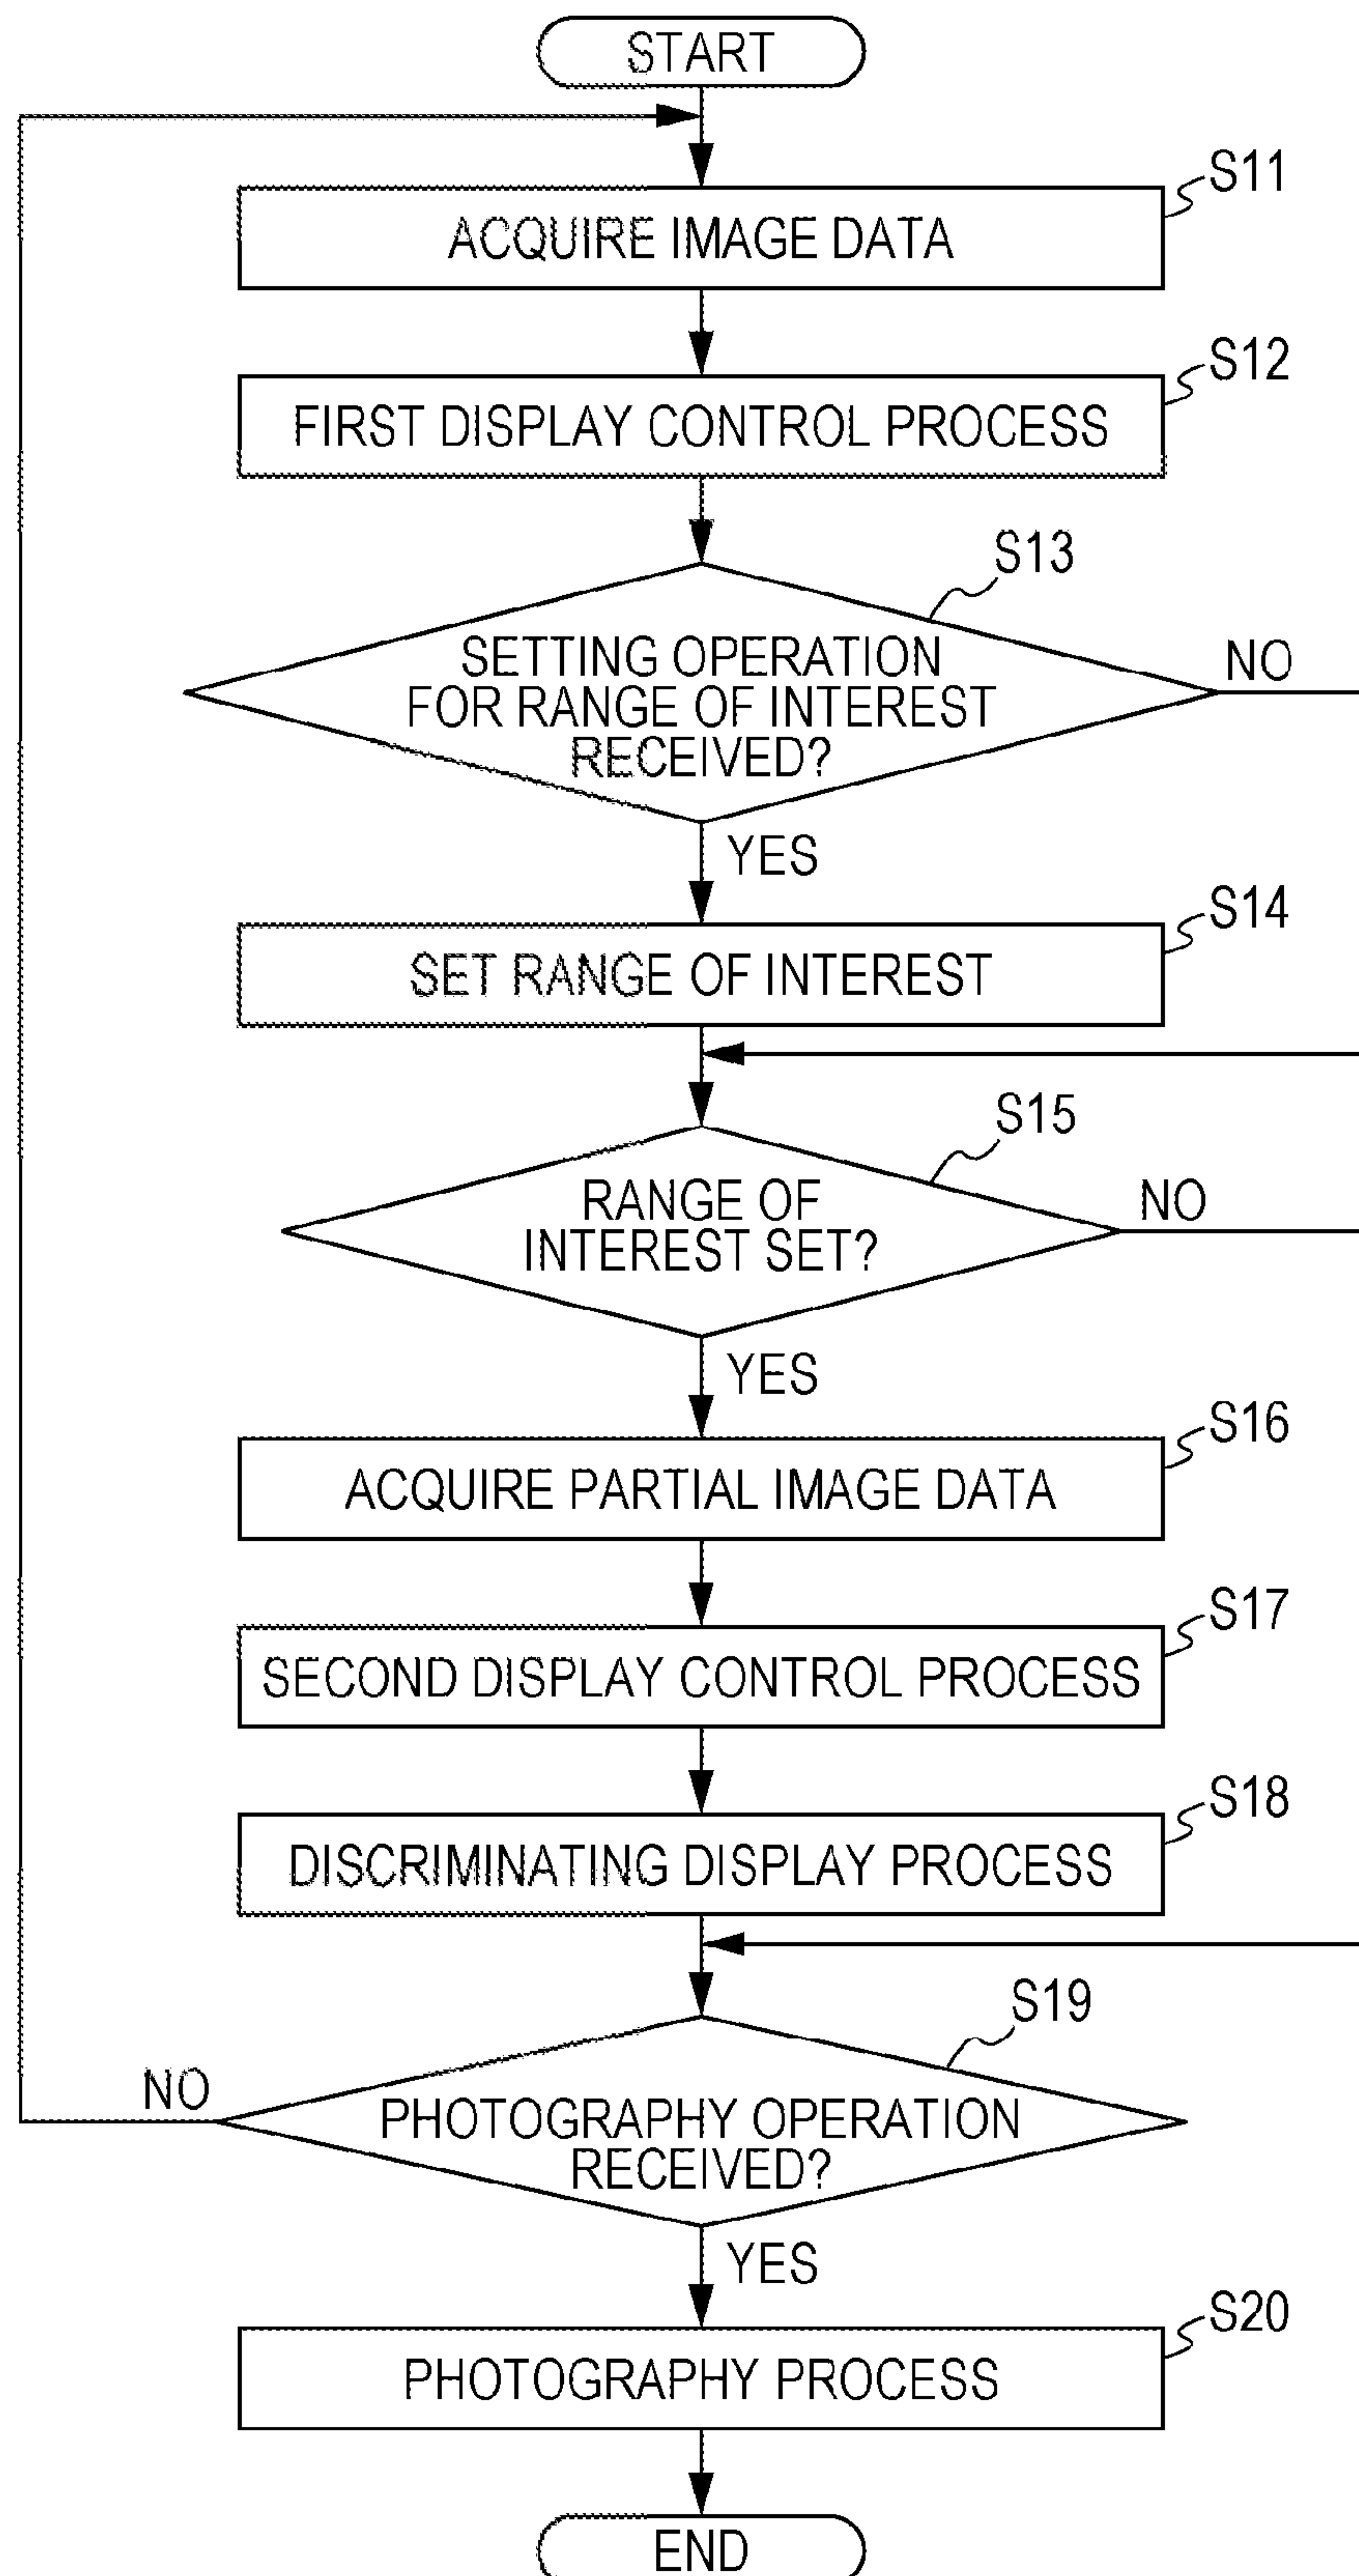 START
S11
ACQUIRE IMAGE DATA
S12
FIRST DISPLAY CONTROL PROCESS
S13
SETTING OPERATION
FOR RANGE OF INTEREST
RECEIVED?
NO
YES
S14
SET RANGE OF INTEREST
S15
RANGE OF
INTEREST SET?
NO
YES
S16
ACQUIRE PARTIAL IMAGE DATA
S17
SECOND DISPLAY CONTROL PROCESS
S18
DISCRIMINATING DISPLAY PROCESS
S19
NO
PHOTOGRAPHY OPERATION
RECEIVED?
YES
S20
PHOTOGRAPHY PROCESS
END